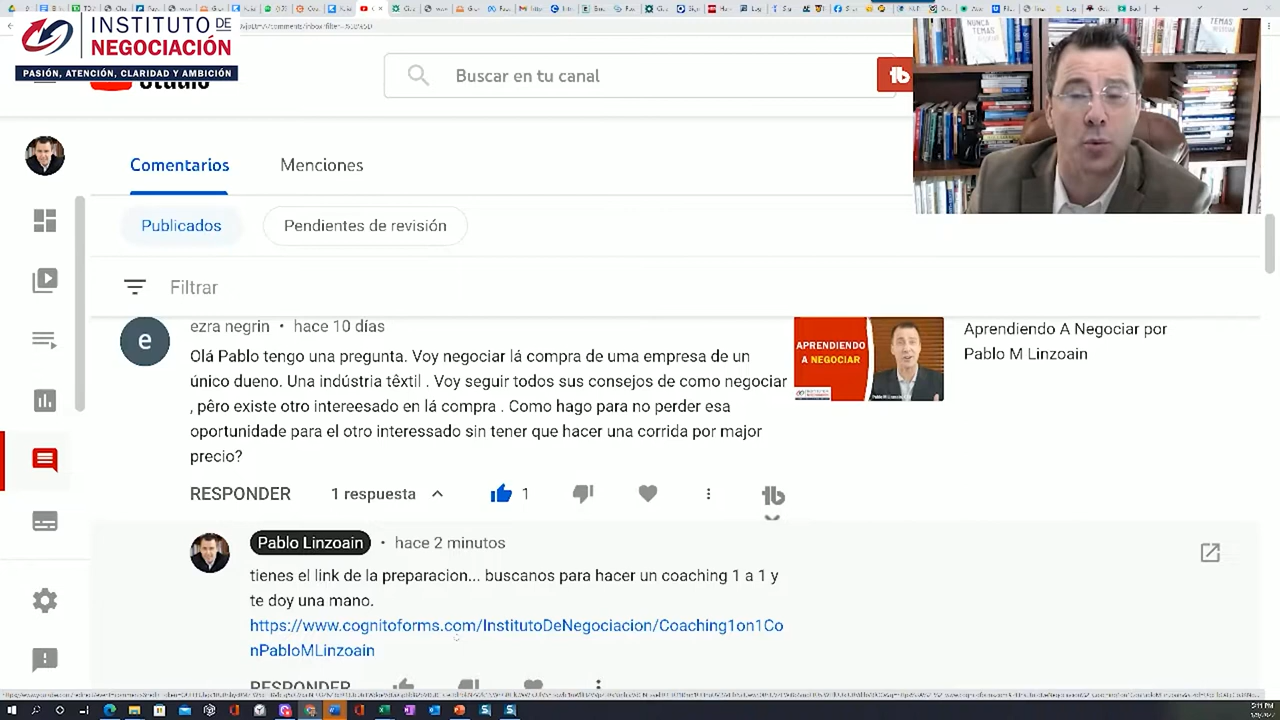 INSTITUTO DE
NEGOCIACIÓN
PASIÓN, ATENCIÓN, CLARIDAD Y AMBICIÓN
Studio
Buscar en tu canal
tb
NUNCA
TEMAS
Comentarios
Menciones
Publicados
Pendientes de revisión
Filtrar
ezra negrin • hace 10 días
e
Olá Pablo tengo una pregunta. Voy negociar lá compra de uma empresa de un
único dueno. Una indústria têxtil . Voy seguir todos sus consejos de como negociar
, pêro existe otro intereesado en lá compra . Como hago para no perder esa
oportunidade para el otro interessado sin tener que hacer una corrida por major
precio?
APRENDIENDO
A NEGOCIAR
Aprendiendo A Negociar por
Pablo M Linzoain
RESPONDER
1 respuesta
1
tb
Pablo Linzoain • hace 2 minutos
tienes el link de la preparacion... buscanos para hacer un coaching 1 a 1 y
te doy una mano.
https://www.cognitoforms.com/InstitutoDeNegociacion/Coaching1on1Co
nPabloMLinzoain
RESPONDER